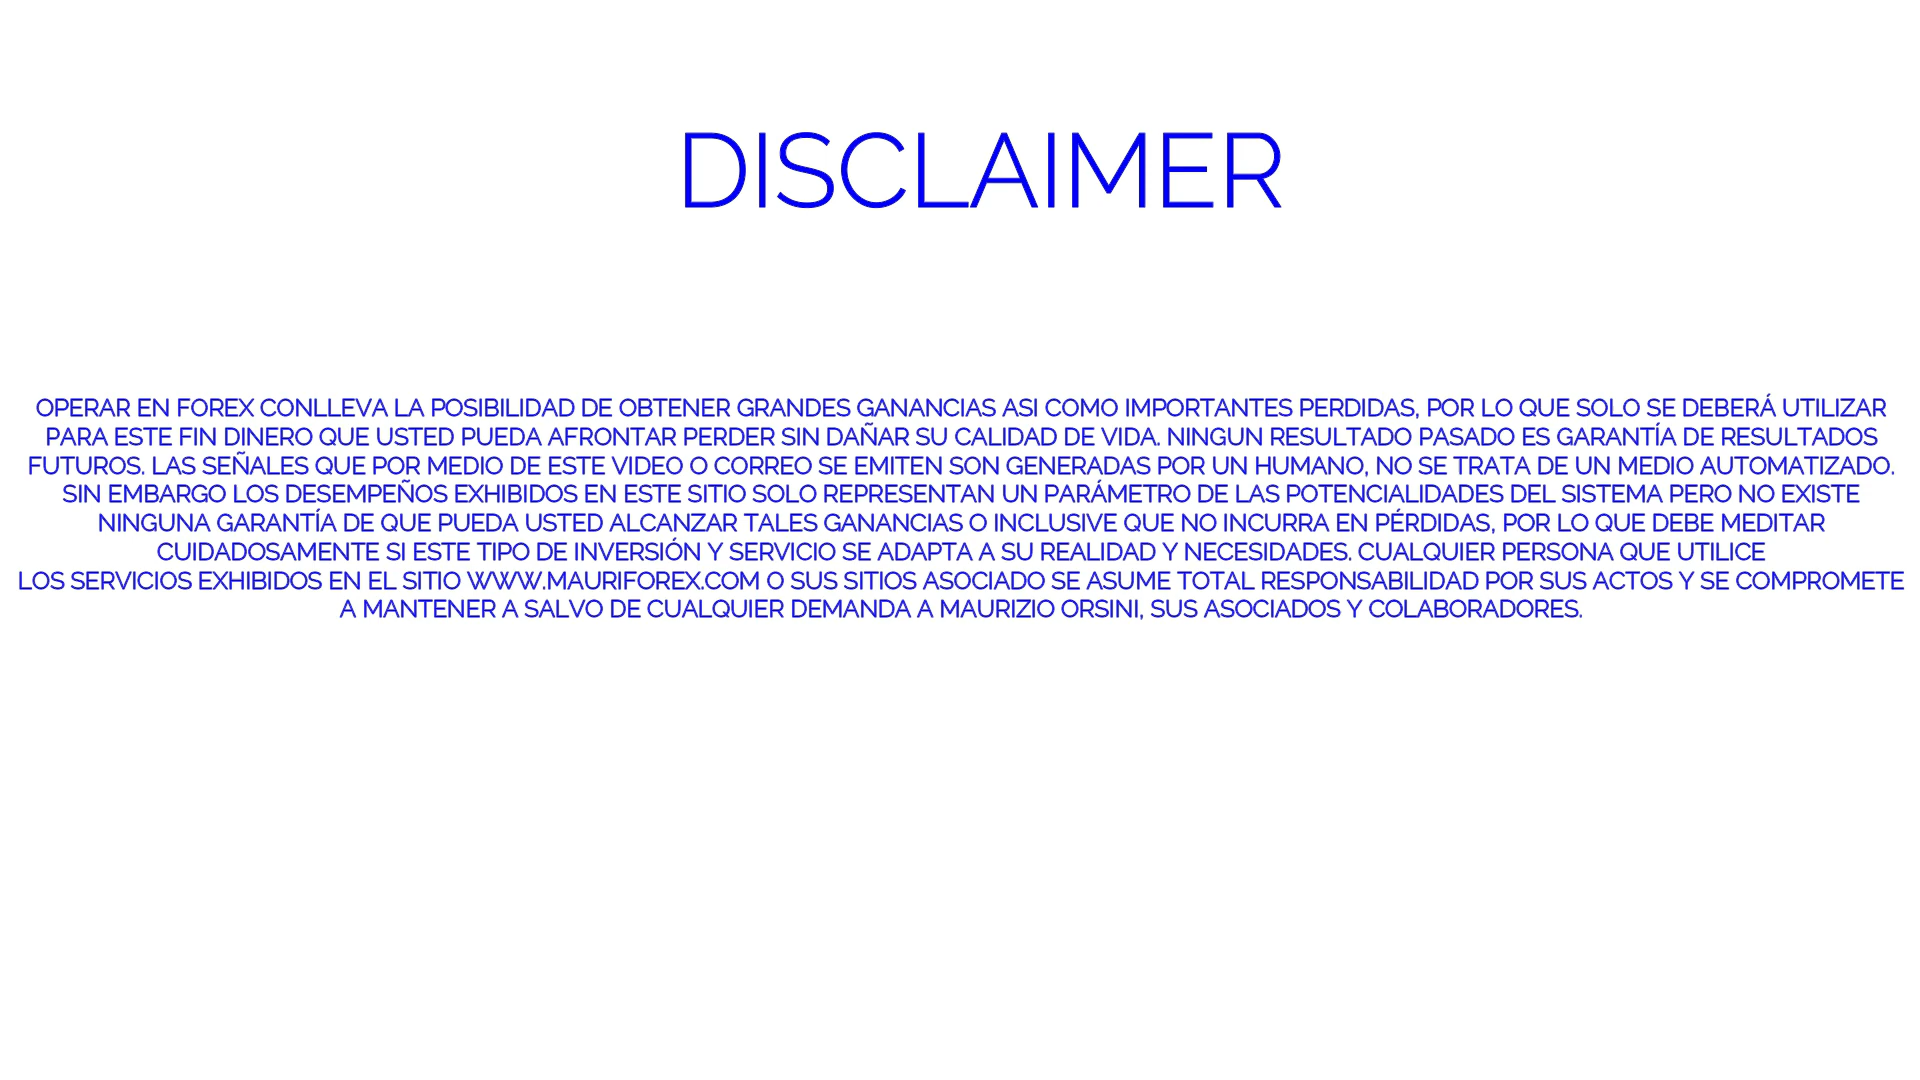 DISCLAIMER
OPERAR EN FOREX CONLLEVA LA POSIBILIDAD DE OBTENER GRANDES GANANCIAS ASI COMO IMPORTANTES PERDIDAS, POR LO QUE SOLO SE DEBERÁ UTILIZAR
PARA ESTE FIN DINERO QUE USTED PUEDA AFRONTAR PERDER SIN DAÑAR SU CALIDAD DE VIDA. NINGUN RESULTADO PASADO ES GARANTÍA DE RESULTADOS
FUTUROS. LAS SEÑALES QUE POR MEDIO DE ESTE VIDEO O CORREO SE EMITEN SON GENERADAS POR UN HUMANO, NO SE TRATA DE UN MEDIO AUTOMATIZADO.
SIN EMBARGO LOS DESEMPEÑOS EXHIBIDOS EN ESTE SITIO SOLO REPRESENTAN UN PARÁMETRO DE LAS POTENCIALIDADES DEL SISTEMA PERO NO EXISTE
NINGUNA GARANTÍA DE QUE PUEDA USTED ALCANZAR TALES GANANCIAS O INCLUSIVE QUE NO INCURRA EN PÉRDIDAS, POR LO QUE DEBE MEDITAR
CUIDADOSAMENTE SI ESTE TIPO DE INVERSIÓN Y SERVICIO SE ADAPTA A SU REALIDAD Y NECESIDADES. CUALQUIER PERSONA QUE UTILICE
LOS SERVICIOS EXHIBIDOS EN EL SITIO WWW.MAURIFOREX.COM O SUS SITIOS ASOCIADO SE ASUME TOTAL RESPONSABILIDAD POR SUS ACTOS Y SE COMPROMETE
A MANTENER A SALVO DE CUALQUIER DEMANDA A MAURIZIO ORSINI, SUS ASOCIADOS Y COLABORADORES.